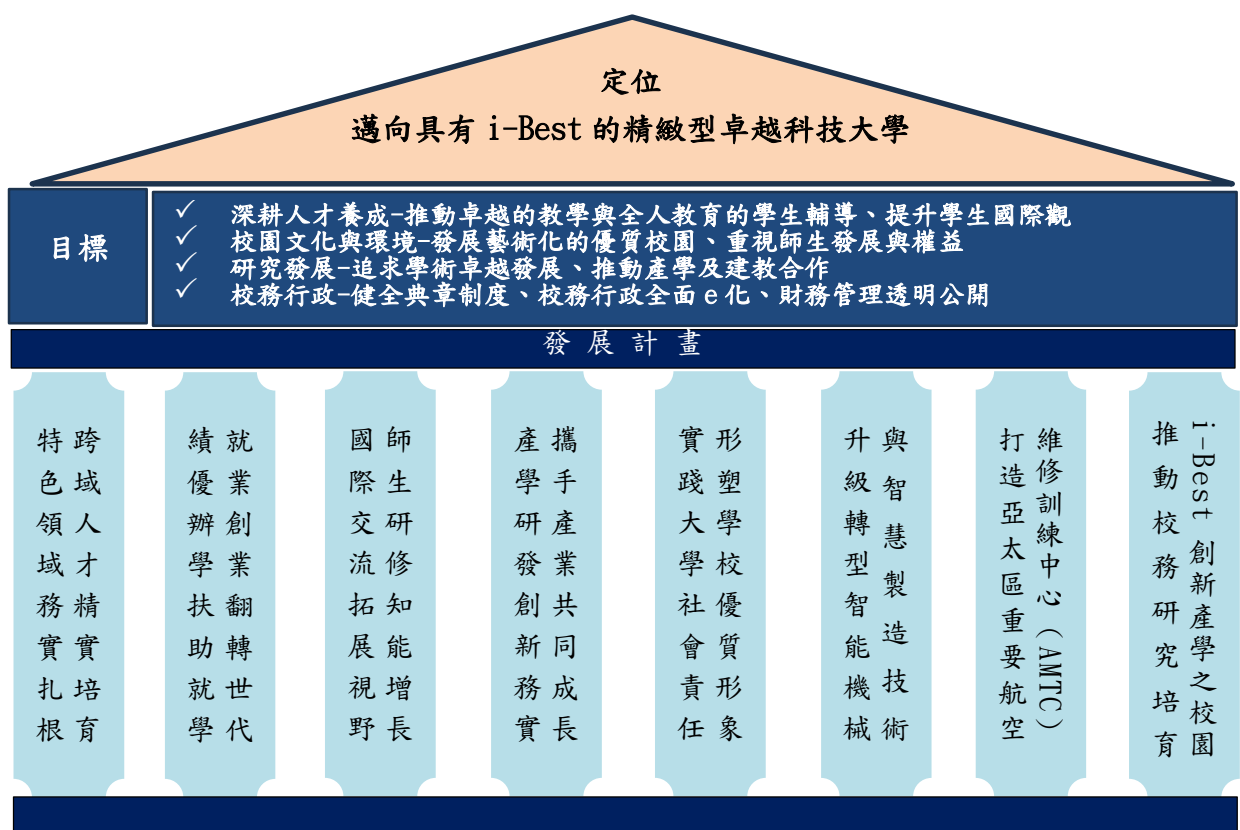 定位
邁向具有 i-Best 的精緻型卓越科技大學
目標
✓ 深耕人才養成-推動卓越的教學與全人教育的學生輔導、提升學生國際觀
✓ 校園文化與環境-發展藝術化的優質校園、重視師生發展與權益
✓ 研究發展-追求學術卓越發展、推動產學及建教合作
✓ 校務行政-健全典章制度、校務行政全面 e 化、財務管理透明公開
發展計畫
特色領域務實扎根
跨域人才精實培育
績優辦學扶助就學
就業創業翻轉世代
國際交流拓展視野
師生研修知能增長
產學研發創新務實
攜手產業共同成長
實踐大學社會責任
形塑學校優質形象
升級轉型智能機械
與智慧製造技術
打造亞太區重要航空
維修訓練中心（AMTC）
推動校務研究培育
i-Best 創新產學之校園